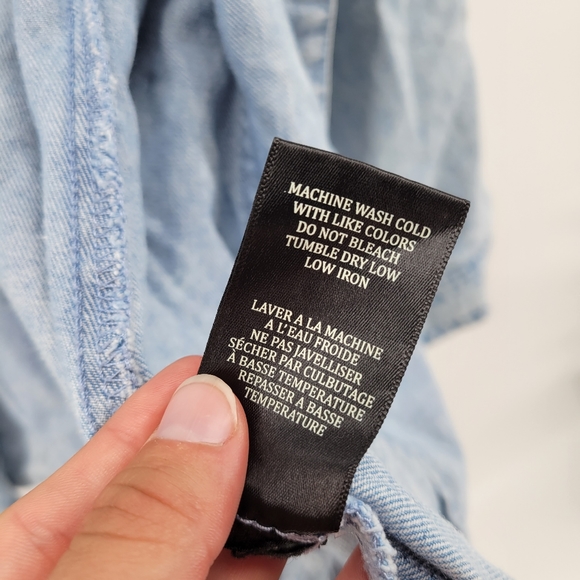 MACHINE WASH COLD
WITH LIKE COLORS
DO NOT BLEACH
TUMBLE DRY LOW
LOW IRON
LAVER A LA MACHINE
A L'EAU FROIDE
NE PAS JAVELLISER
SÉCHER PAR CULBUTAGE
À BASSE TEMPÉRATURE
REPASSER À BASSE
TEMPÉRATURE